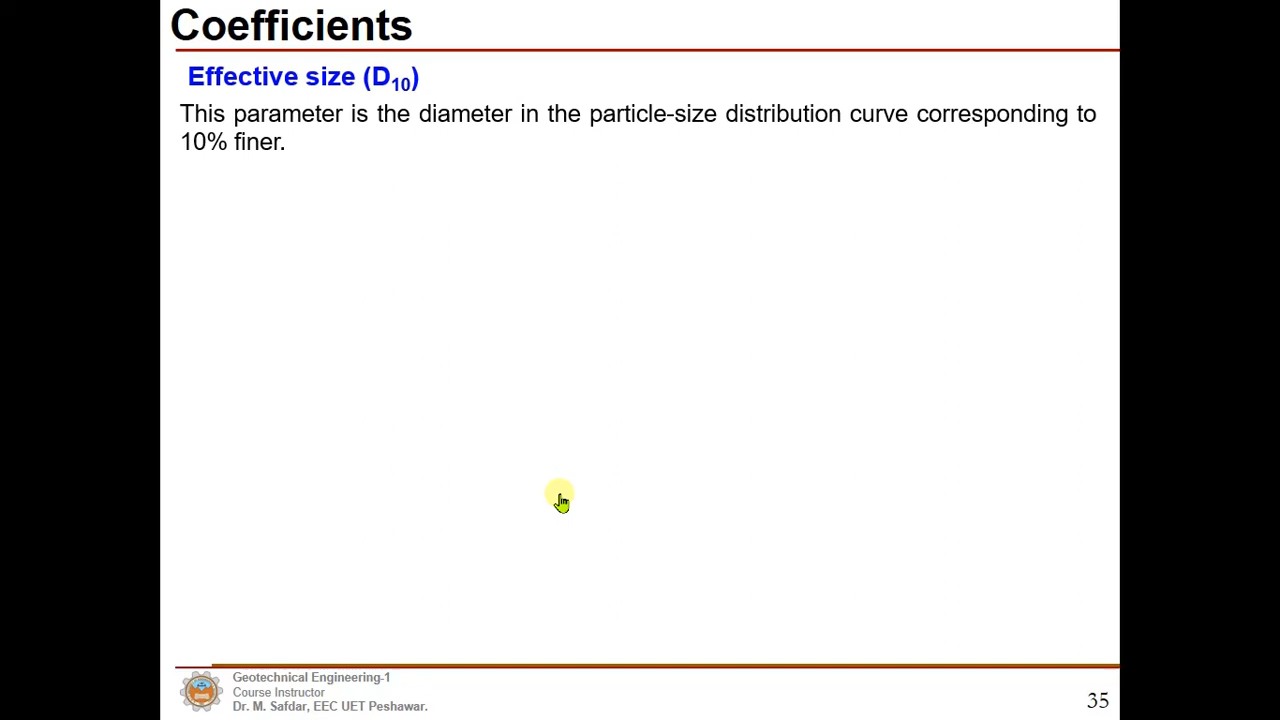 Coefficients
Effective size (D10)
This parameter is the diameter in the particle-size distribution curve corresponding to
10% finer.
Geotechnical Engineering-1
Course Instructor
Dr. M. Safdar, EEC UET Peshawar.
35